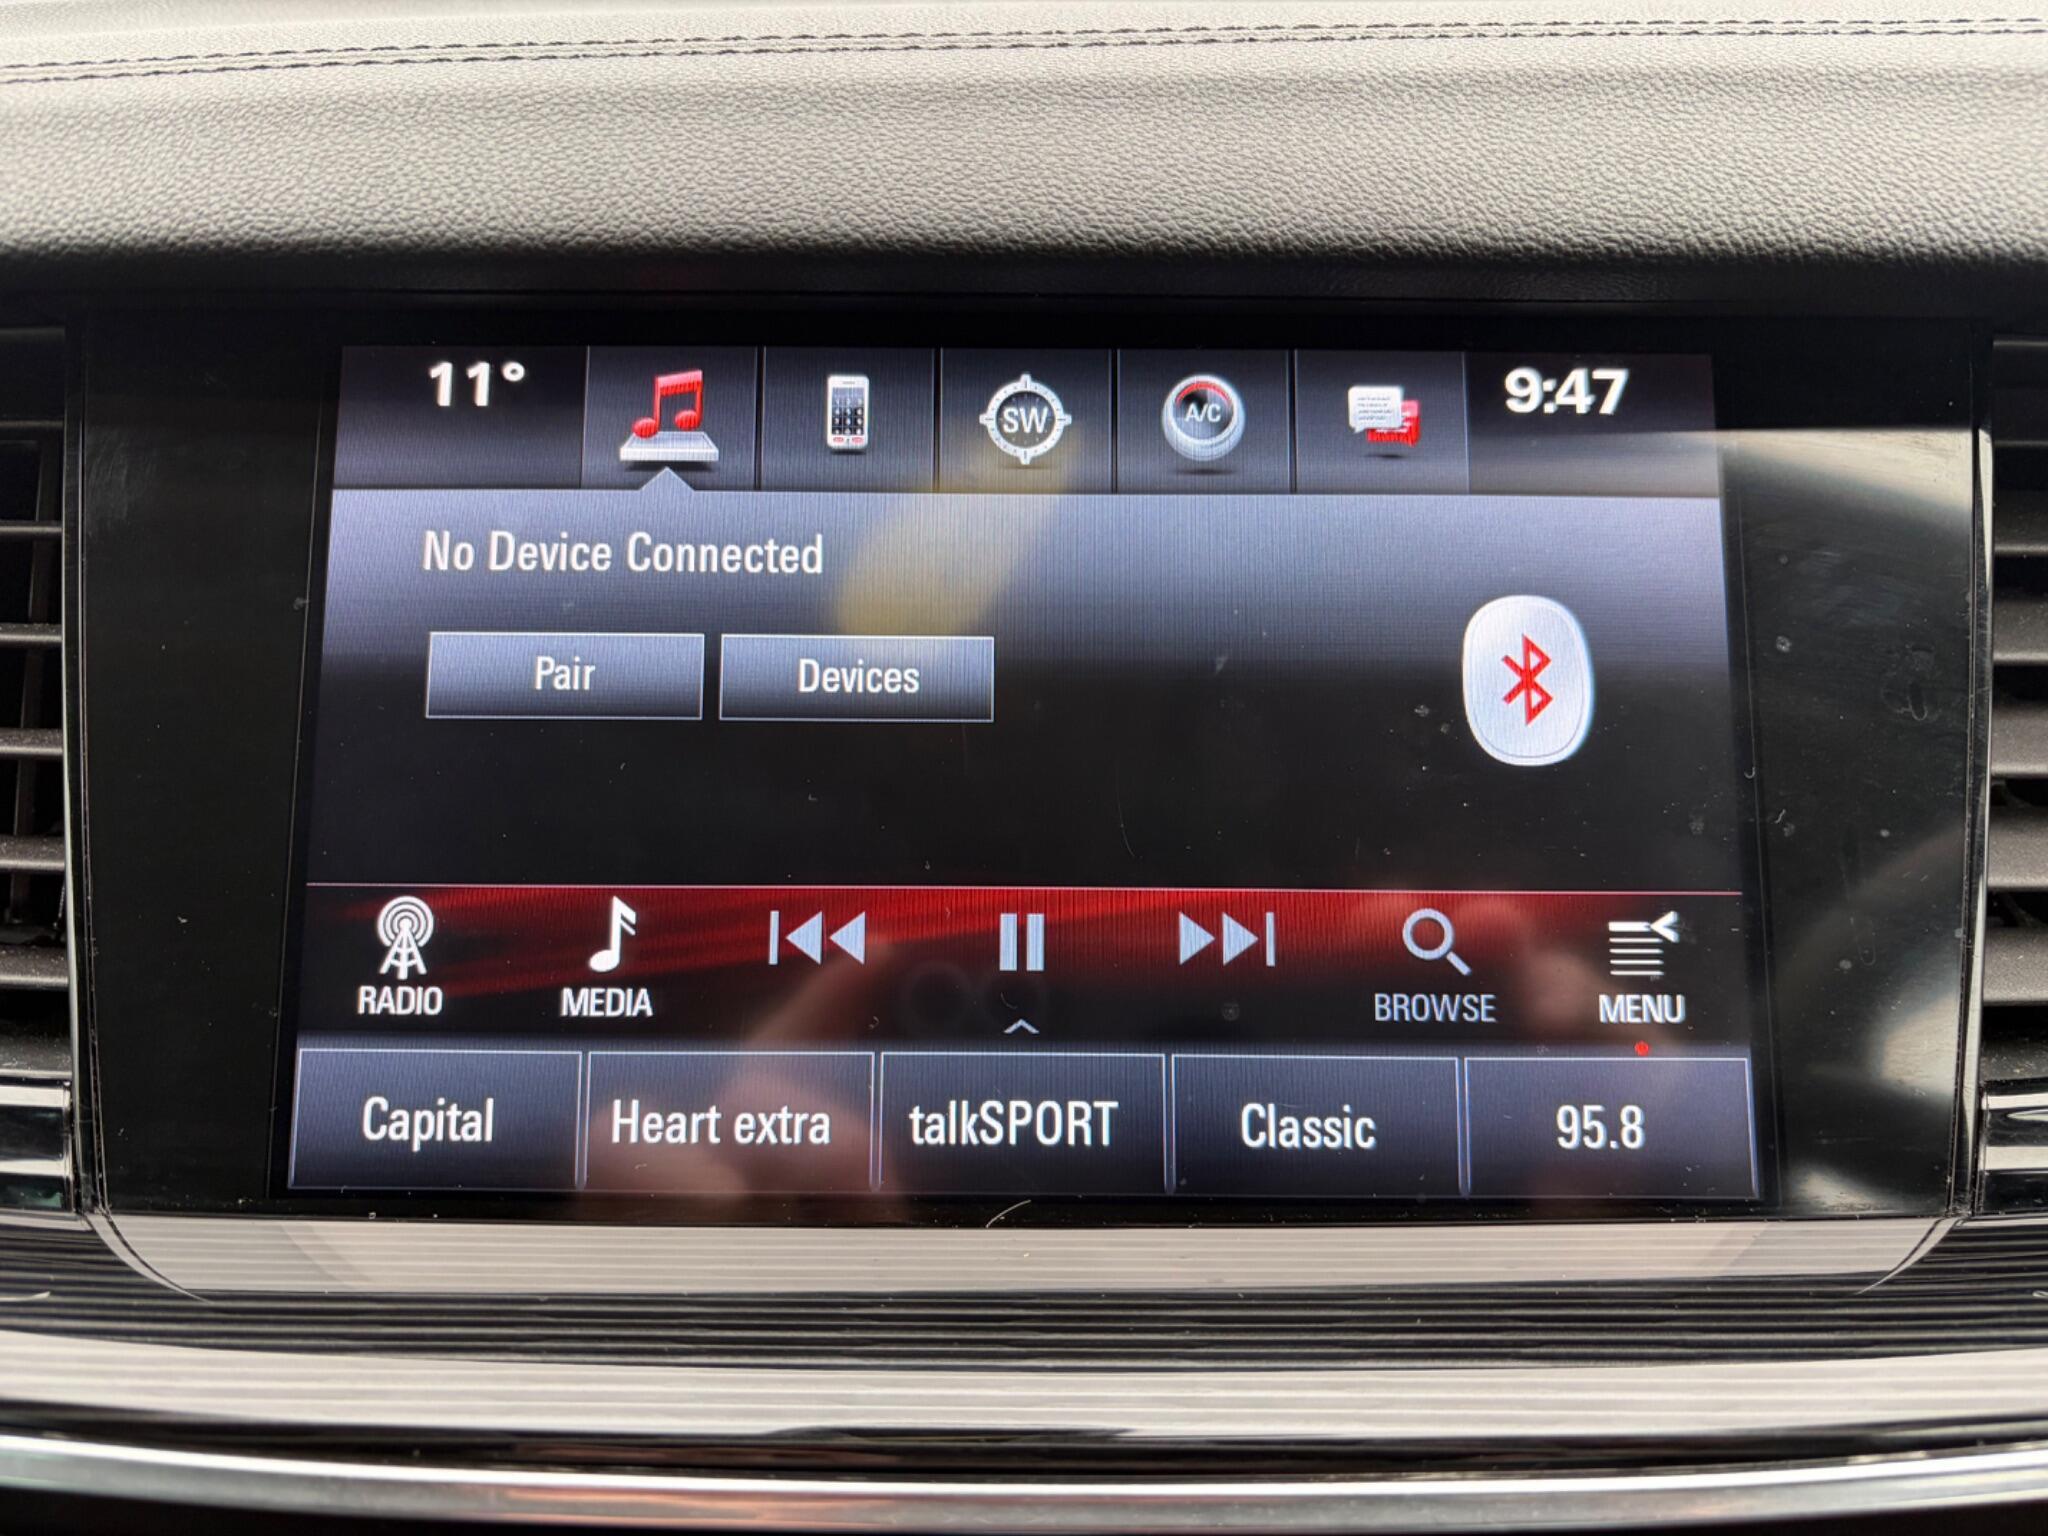 11°
SW
A/C
9:47
No Device Connected
Pair
Devices
RADIO
MEDIA
BROWSE
MENU
Capital
Heart extra
talkSPORT
Classic
95.8